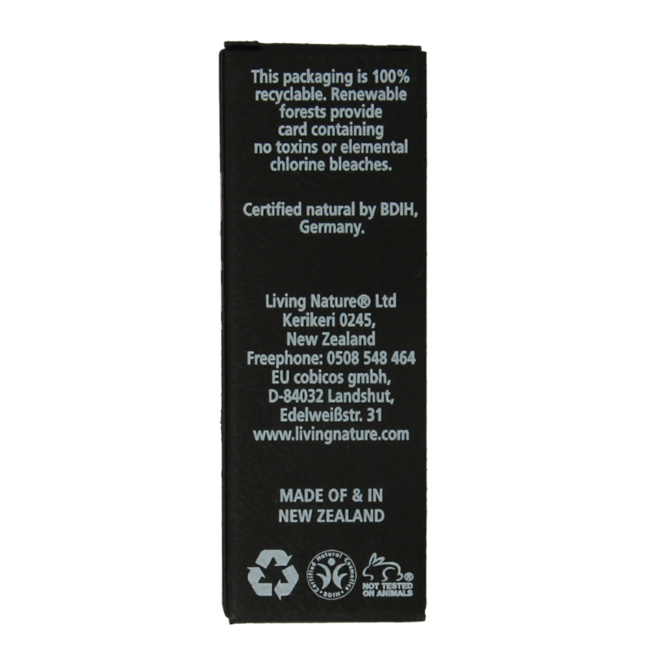 This packaging is 100%
recyclable. Renewable
forests provide
card containing
no toxins or elemental
chlorine bleaches.
Certified natural by BDIH,
Germany.
Living Nature® Ltd
Kerikeri 0245,
New Zealand
Freephone: 0508 548 464
EU cobicos gmbh,
D-84032 Landshut,
Edelweißstr. 31
www.livingnature.com
MADE OF & IN
NEW ZEALAND
Certified Natural Cosmetics
• BDIH •
®
NOT TESTED
ON ANIMALS